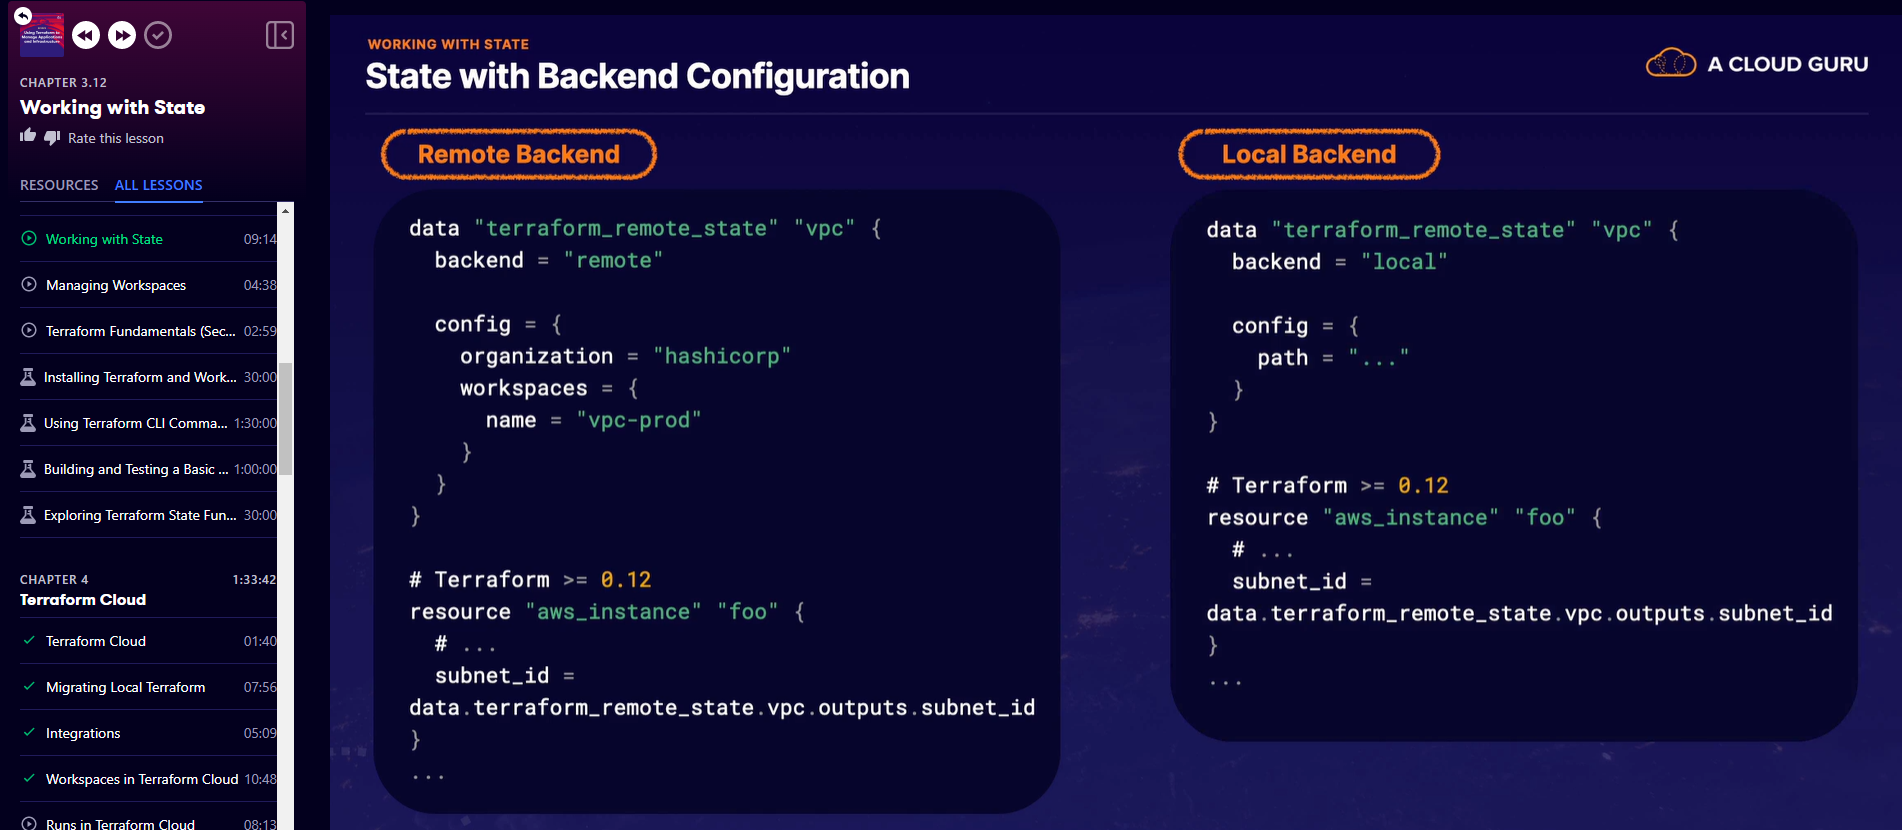 CHAPTER 3.12
Working with State
Rate this lesson
RESOURCES ALL LESSONS
Working with State 09:14
Managing Workspaces 04:38
Terraform Fundamentals (Sec... 02:59
Installing Terraform and Work... 30:00
Using Terraform CLI Comma... 1:30:00
Building and Testing a Basic ... 1:00:00
Exploring Terraform State Fun... 30:00
CHAPTER 4 1:33:42
Terraform Cloud
Terraform Cloud 01:40
Migrating Local Terraform 07:56
Integrations 05:09
Workspaces in Terraform Cloud 10:48
Runs in Terraform Cloud 08:13
WORKING WITH STATE
State with Backend Configuration
A CLOUD GURU
Remote Backend
data "terraform_remote_state" "vpc" {
backend = "remote"
config = {
organization = "hashicorp"
workspaces = {
name = "vpc-prod"
}
}
}
# Terraform >= 0.12
resource "aws_instance" "foo" {
# ...
subnet_id =
data.terraform_remote_state.vpc.outputs.subnet_id
}
...
Local Backend
data "terraform_remote_state" "vpc" {
backend = "local"
config = {
path = "..."
}
}
# Terraform >= 0.12
resource "aws_instance" "foo" {
# ...
subnet_id =
data.terraform_remote_state.vpc.outputs.subnet_id
}
...